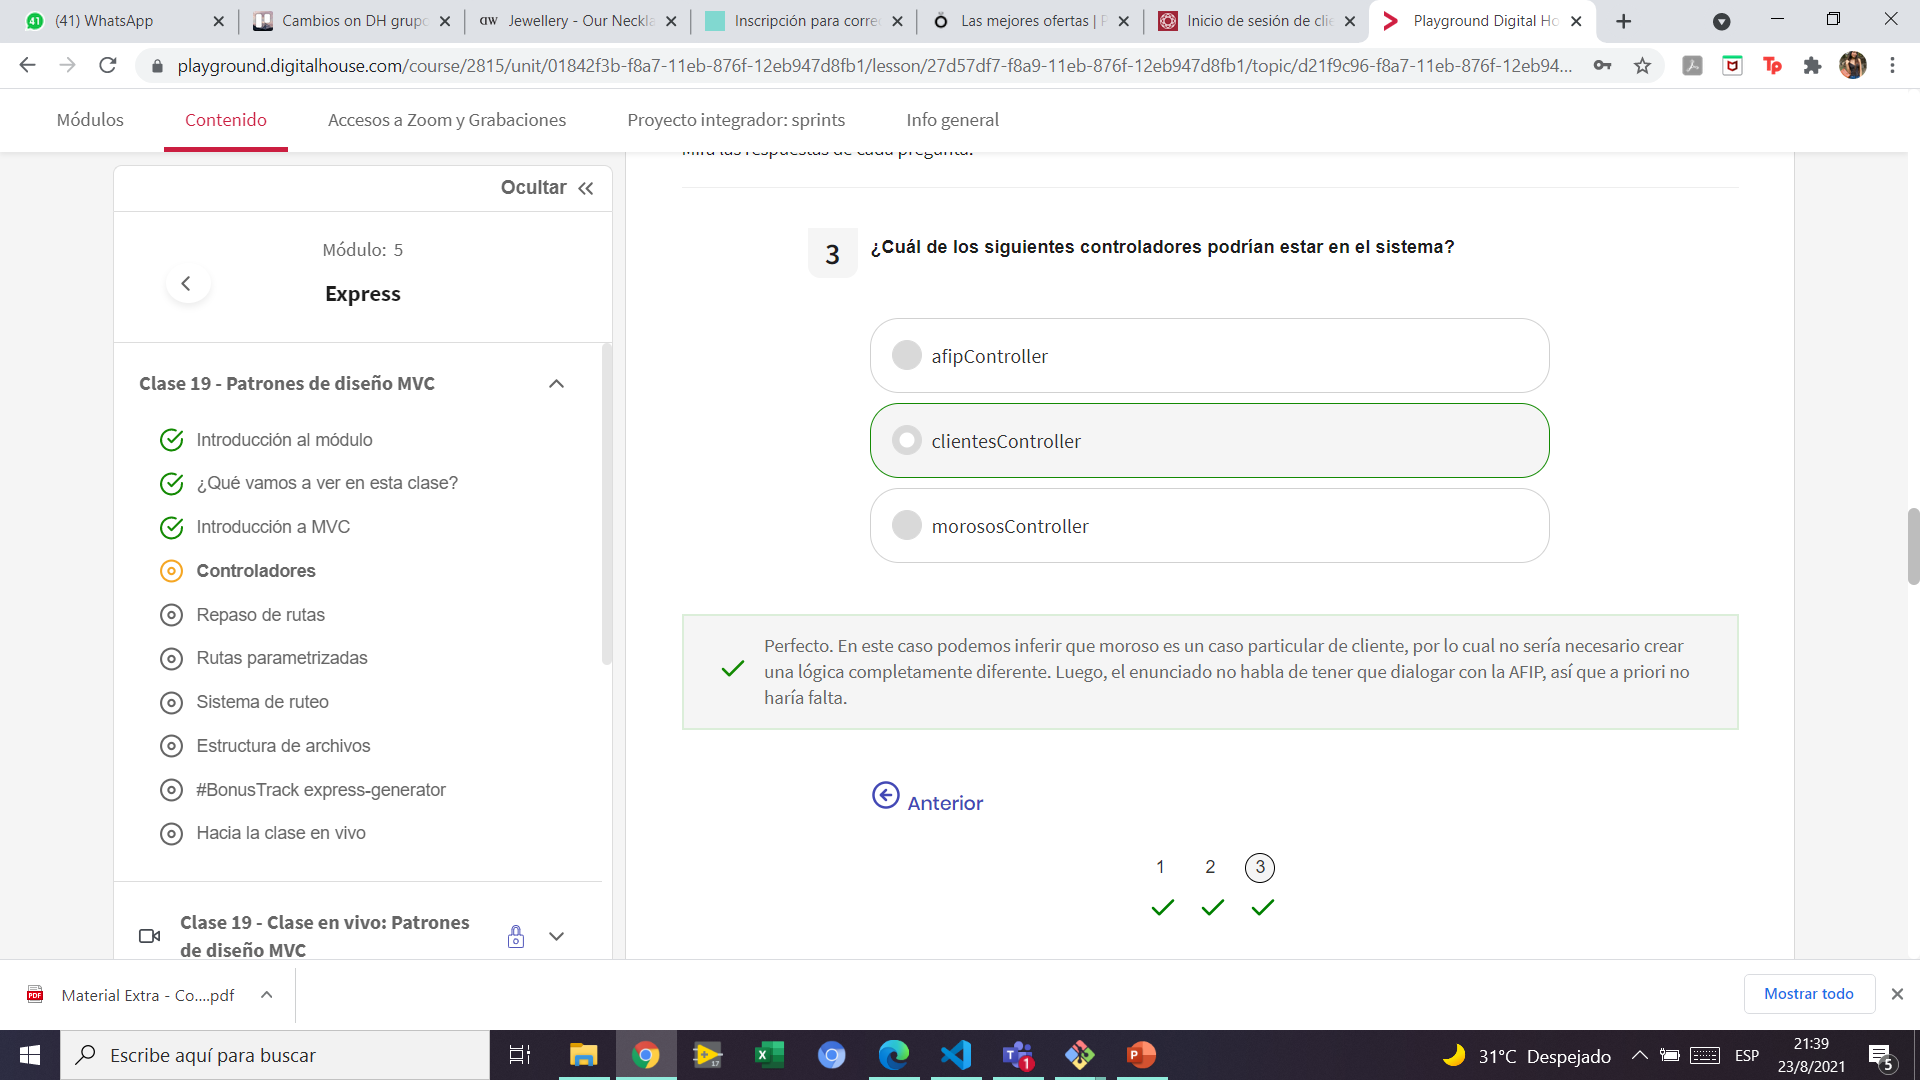 (41) WhatsApp
Cambios on DH grupo
Jewellery - Our Neckla
Inscripción para corre
Las mejores ofertas | P
Inicio de sesión de clie
Playground Digital Ho
playground.digitalhouse.com/course/2815/unit/01842f3b-f8a7-11eb-876f-12eb947d8fb1/lesson/27d57df7-f8a9-11eb-876f-12eb947d8fb1/topic/d21f9c96-f8a7-11eb-876f-12eb94...
Módulos
Contenido
Accesos a Zoom y Grabaciones
Proyecto integrador: sprints
Info general
Ocultar
Módulo: 5
Express
Clase 19 - Patrones de diseño MVC
Introducción al módulo
¿Qué vamos a ver en esta clase?
Introducción a MVC
Controladores
Repaso de rutas
Rutas parametrizadas
Sistema de ruteo
Estructura de archivos
#BonusTrack express-generator
Hacia la clase en vivo
Clase 19 - Clase en vivo: Patrones
de diseño MVC
Mirá las respuestas de cada pregunta.
3
¿Cuál de los siguientes controladores podrían estar en el sistema?
afipController
clientesController
morososController
Perfecto. En este caso podemos inferir que moroso es un caso particular de cliente, por lo cual no sería necesario crear
una lógica completamente diferente. Luego, el enunciado no habla de tener que dialogar con la AFIP, así que a priori no
haría falta.
Anterior
1 2 3
Material Extra - Co....pdf
Mostrar todo
Escribe aquí para buscar
31°C Despejado
ESP
21:39
23/8/2021
5